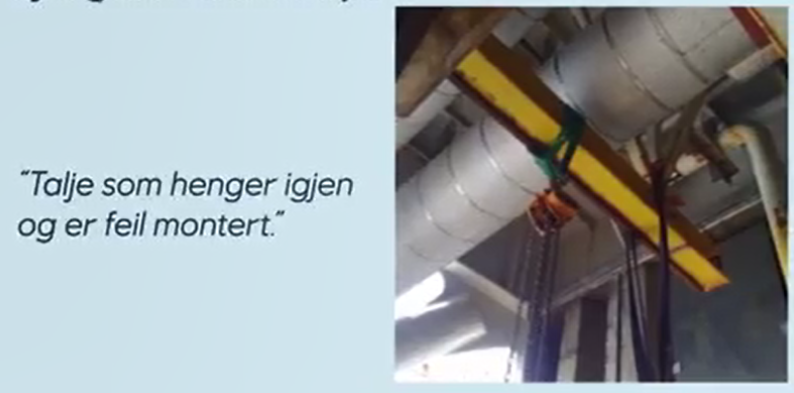 "Talje som henger igjen
og er feil montert."